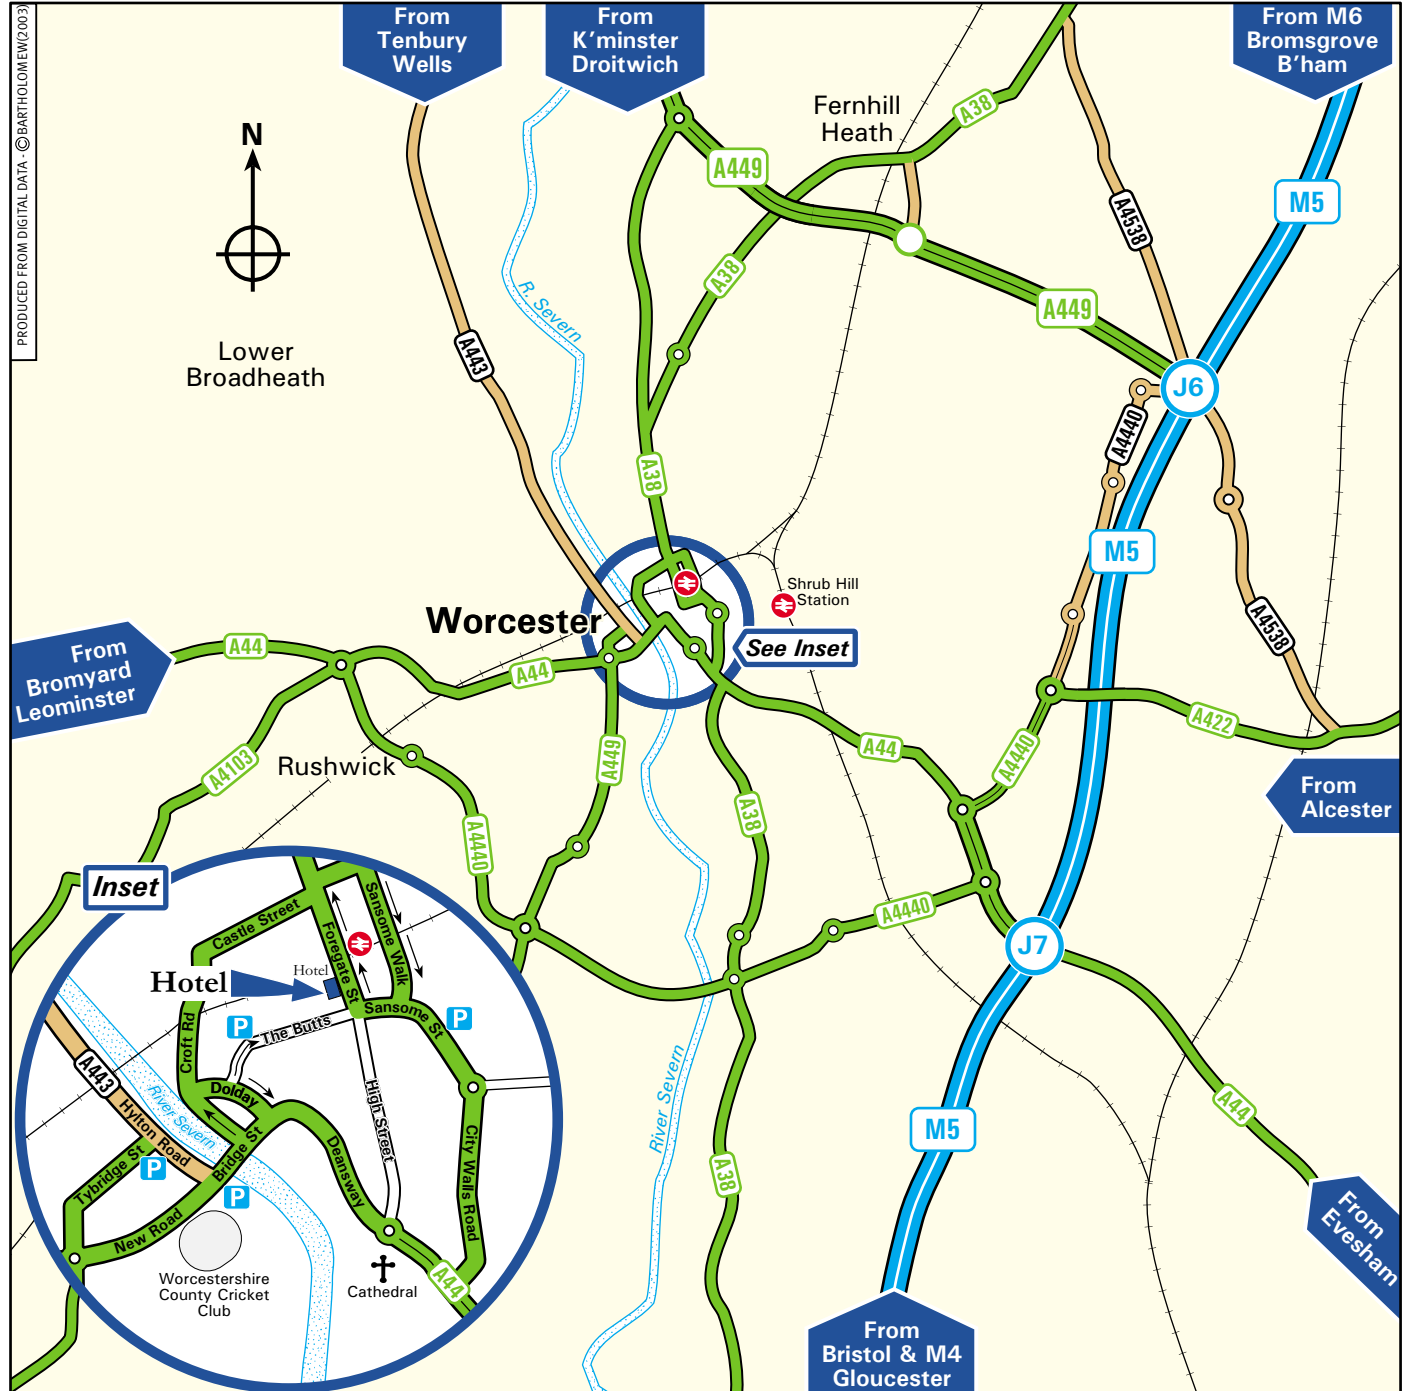 PRODUCED FROM DIGITAL DATA - ©BARTHOLOMEW(2003)
From
Tenbury
Wells
From
K'minster
Droitwich
From M6
Bromsgrove
B'ham
N
Fernhill
Heath
A38
A449
M5
A4538
A38
R. Severn
A449
A443
Lower
Broadheath
J6
A4440
A38
M5
Shrub Hill
Station
Worcester
See Inset
A4538
From
Bromyard
Leominster
A44
A44
A422
A449
A44
A4440
A4103
Rushwick
A38
From
Alcester
A4440
A4440
J7
Inset
Castle Street
Sansome Walk
Foregate St
Hotel
Hotel
Sansome St
P
P
The Butts
Croft Rd
A443
Dolday
River Severn
High Street
Hylton Road
Bridge St
Deansway
City Walls Road
Tybridge St
P
P
New Road
Worcestershire
County Cricket
Club
Cathedral
A44
River Severn
A38
M5
A44
From
Evesham
From
Bristol & M4
Gloucester